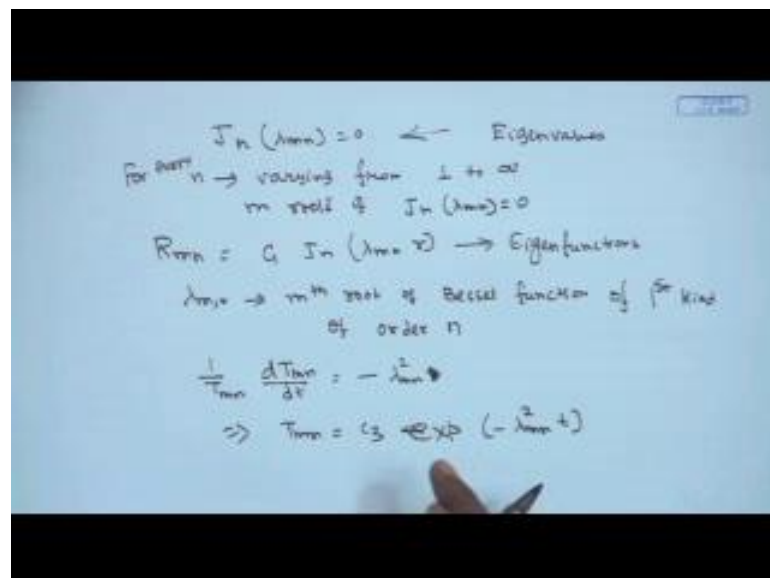 Jn (λmn) = 0 ← Eigenvalues
For every n → varying from 1 to ∞
m roots of Jn (λmn) = 0
Rmn = C1 Jn (λmn r) → Eigenfunctions
λm,n → mth root of Bessel function of 1st kind
of order n
1/Tmn dTmn/dt = - λ²mn
⇒ Tmn = C3 exp (- λ²mn t)